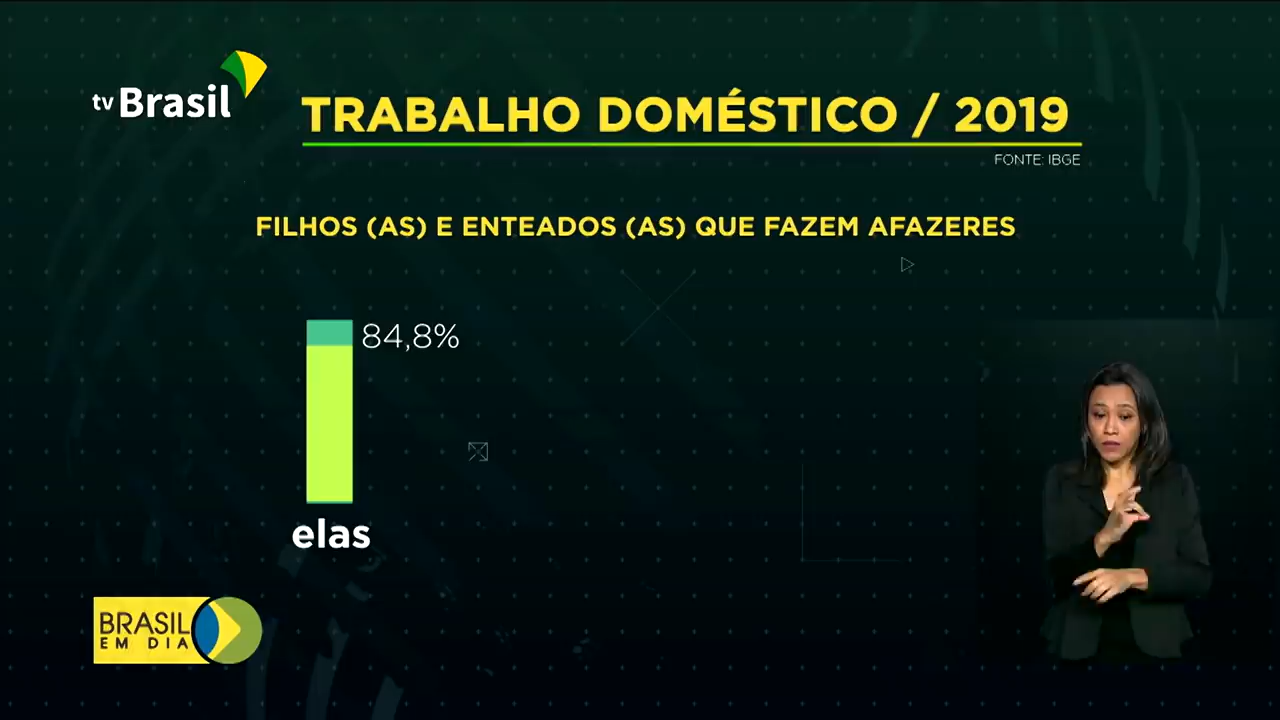 tv Brasil
TRABALHO DOMÉSTICO / 2019
FONTE: IBGE
FILHOS (AS) E ENTEADOS (AS) QUE FAZEM AFAZERES
84,8%
elas
BRASIL
EM DIA